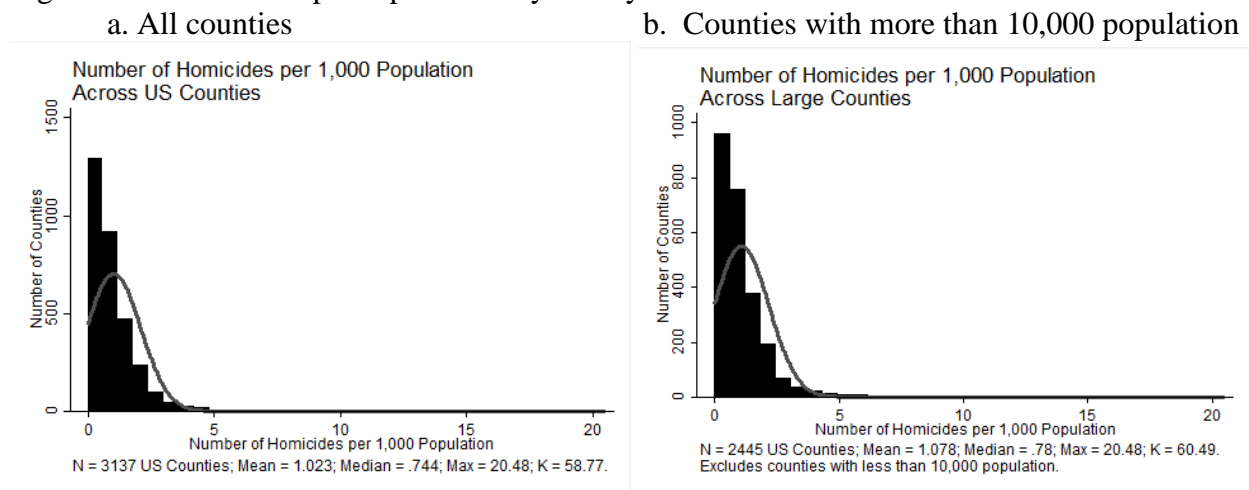 a. All counties
b. Counties with more than 10,000 population
Number of Homicides per 1,000 Population
Across US Counties
Number of Counties
1500
1000
500
0
0 5 10 15 20
Number of Homicides per 1,000 Population
N = 3137 US Counties; Mean = 1.023; Median = .744; Max = 20.48; K = 58.77.
Number of Homicides per 1,000 Population
Across Large Counties
Number of Counties
1000
800
600
400
200
0
0 5 10 15 20
Number of Homicides per 1,000 Population
N = 2445 US Counties; Mean = 1.078; Median = .78; Max = 20.48; K = 60.49.
Excludes counties with less than 10,000 population.